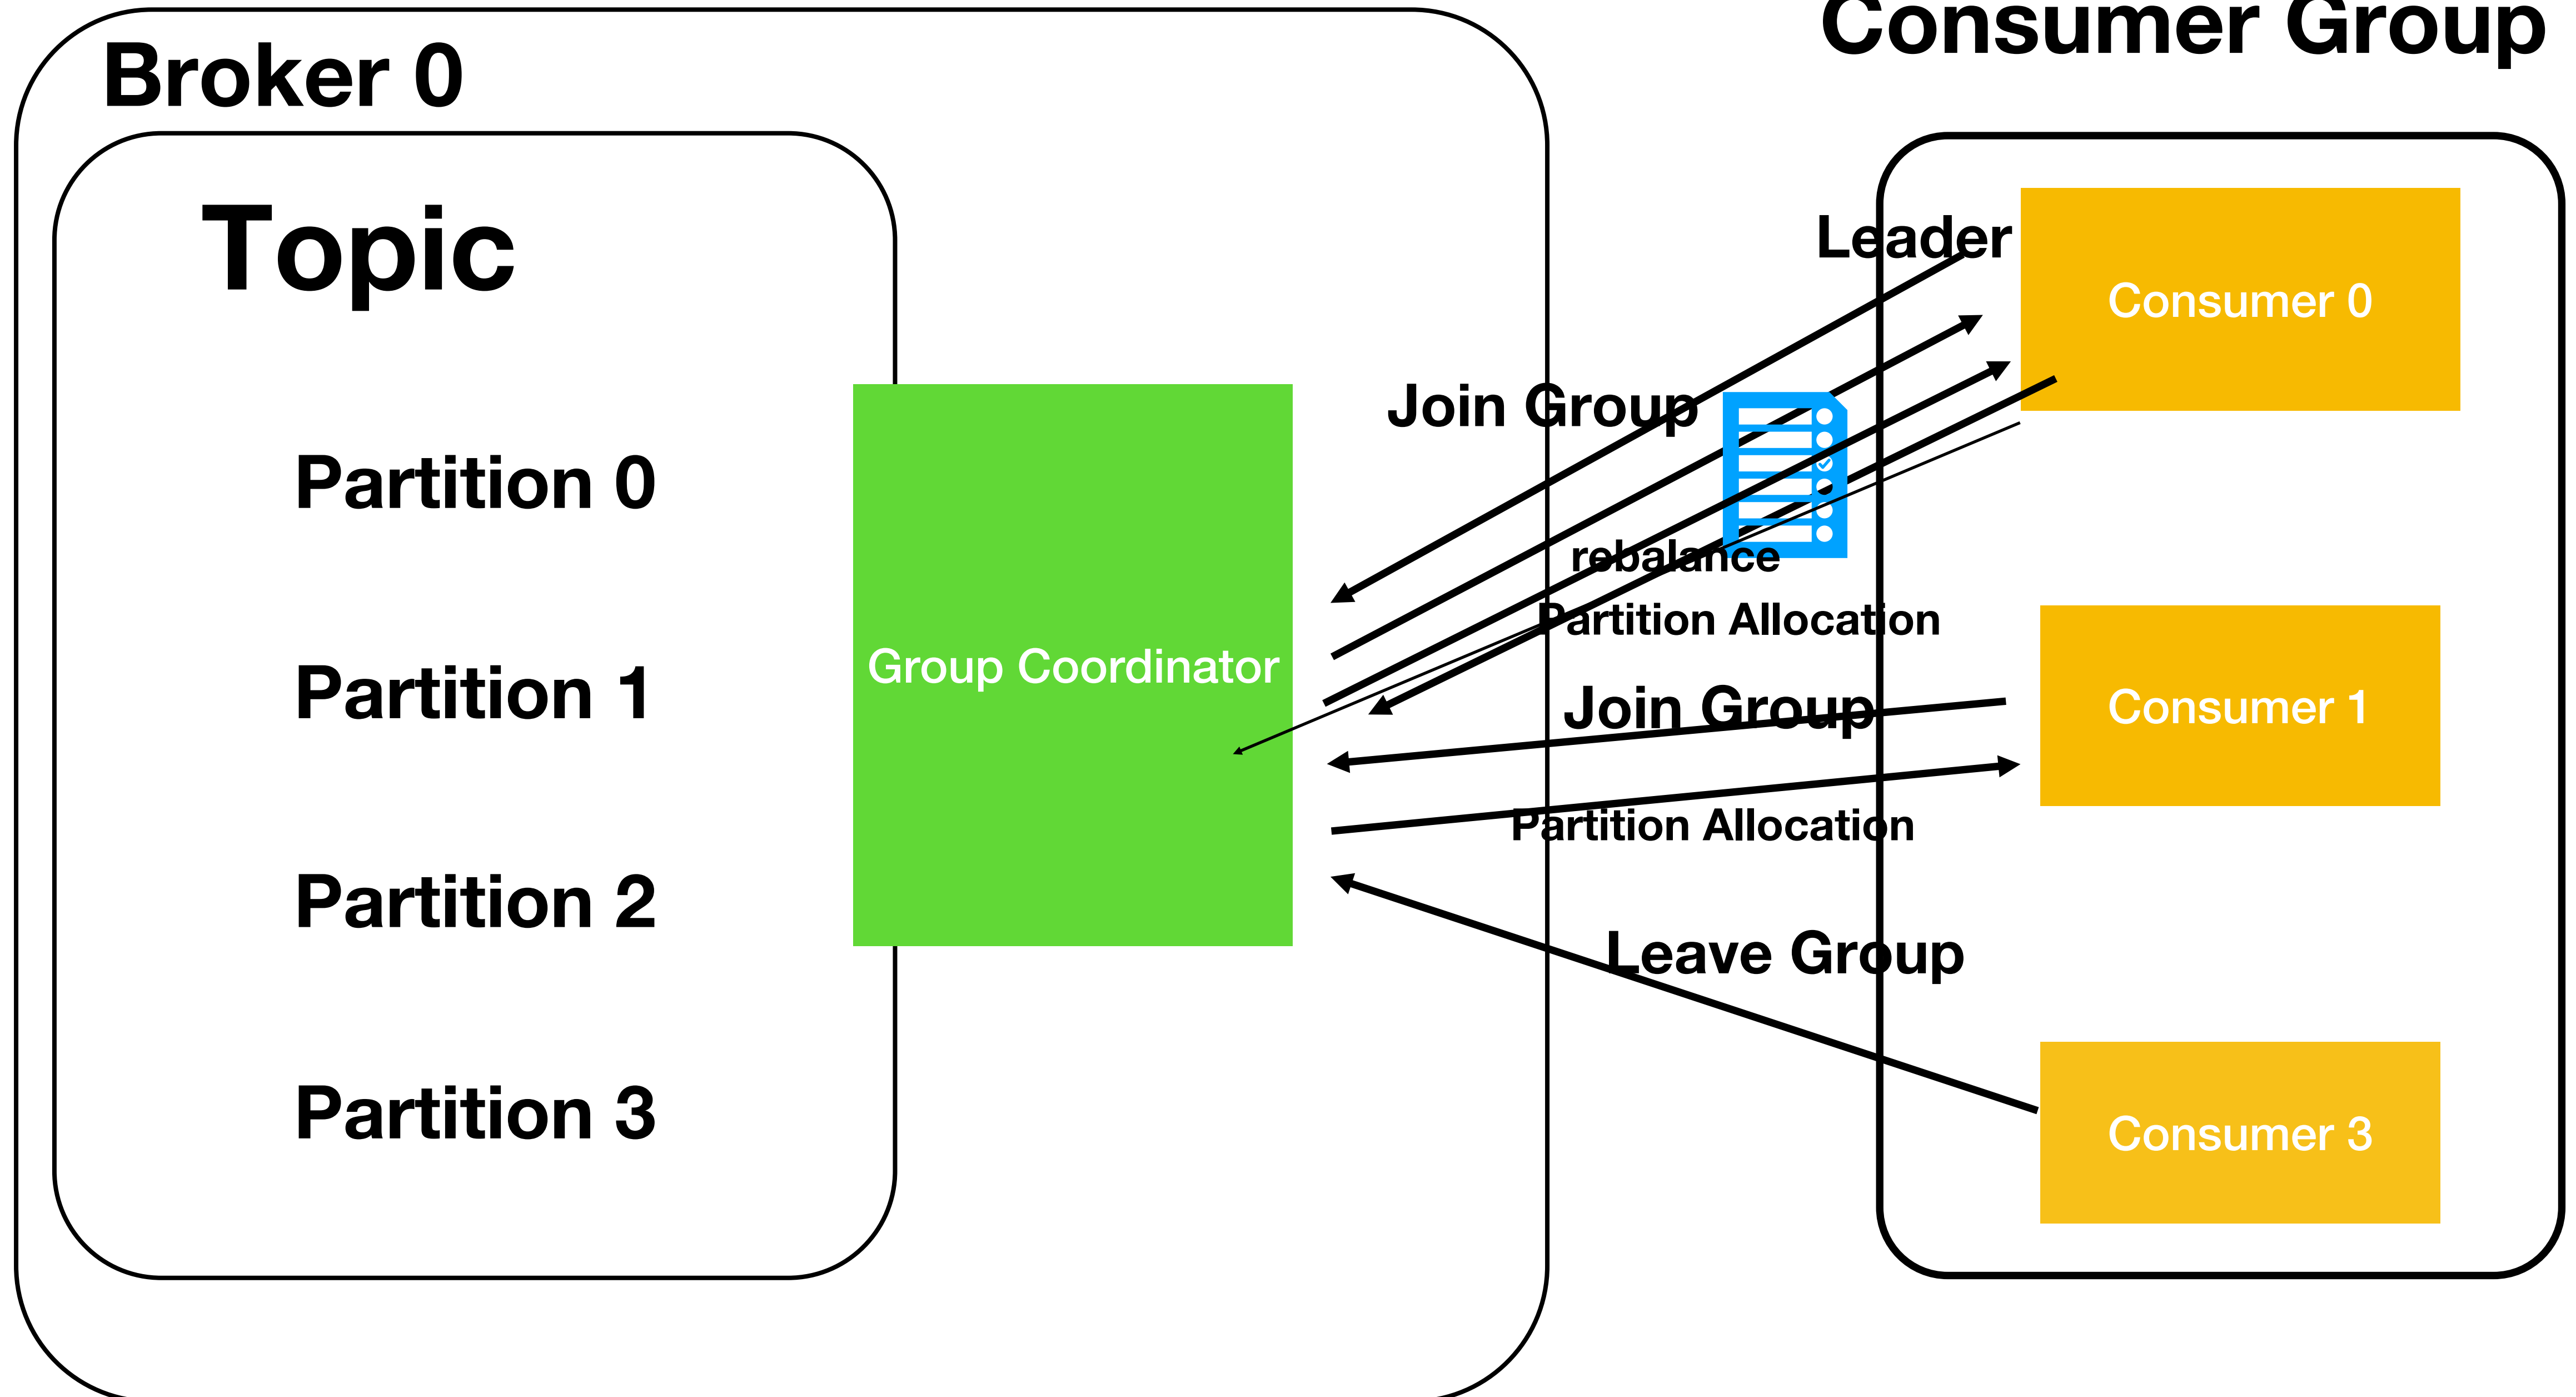 Consumer Group
Broker 0
Topic
Leader
Consumer 0
Join Group
Partition 0
rebalance
Partition Allocation
Group Coordinator
Partition 1
Join Group
Consumer 1
Partition Allocation
Partition 2
Leave Group
Partition 3
Consumer 3